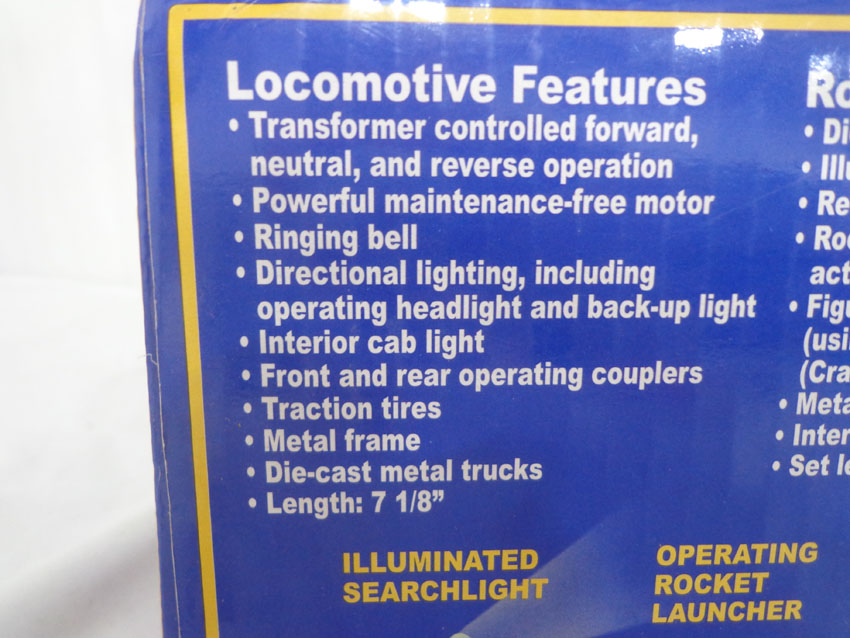 Locomotive Features
• Transformer controlled forward,
neutral, and reverse operation
• Powerful maintenance-free motor
• Ringing bell
• Directional lighting, including
operating headlight and back-up light
• Interior cab light
• Front and rear operating couplers
• Traction tires
• Metal frame
• Die-cast metal trucks
• Length: 7 1/8”
ILLUMINATED
SEARCHLIGHT
OPERATING
ROCKET
LAUNCHER